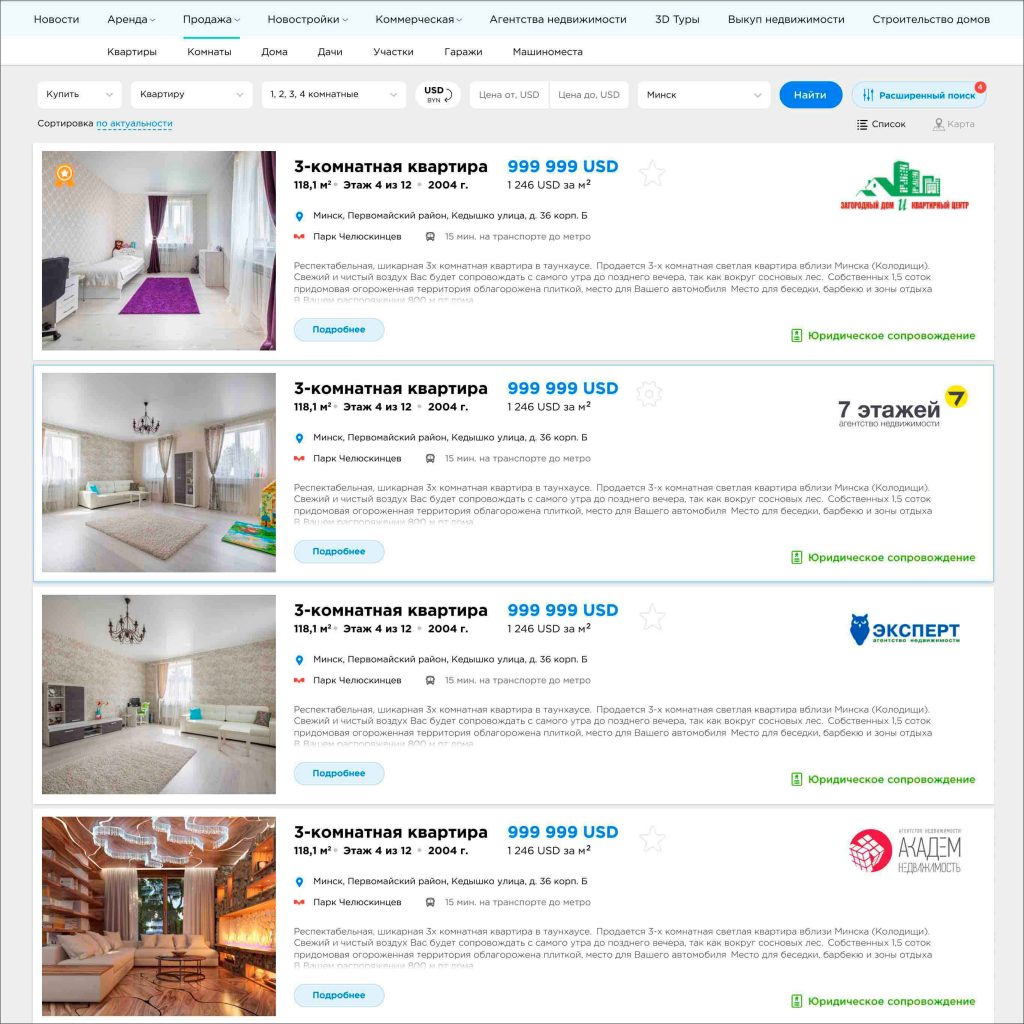 Новости Аренда Продажа Новостройки Коммерческая Агентства недвижимости 3D Туры Выкуп недвижимости Строительство домов
Квартиры Комнаты Дома Дачи Участки Гаражи Машиноместа
Купить Квартиру 1, 2, 3, 4 комнатные USD BYN Цена от, USD Цена до, USD Минск Найти Расширенный поиск 4
Сортировка по актуальности Список Карта
3-комнатная квартира 999 999 USD
118,1 м² Этаж 4 из 12 2004 г. 1 246 USD за м²
ЗАГОРОДНЫЙ ДОМ И КВАРТИРНЫЙ ЦЕНТР
Минск, Первомайский район, Кедышко улица, д. 36 корп. Б
Парк Челюскинцев 15 мин. на транспорте до метро
Респектабельная, шикарная 3х комнатная квартира в таунхаусе. Продается 3-х комнатная светлая квартира вблизи Минска (Колодищи).
Свежий и чистый воздух Вас будет сопровождать с самого утра до позднего вечера, так как вокруг сосновых лес. Собственных 1,5 соток
придомовая огороженная территория облагорожена плиткой, место для Вашего автомобиля Место для беседки, барбекю и зоны отдыха
В Вашем распоряжении 800 м от дома
Подробнее
Юридическое сопровождение
3-комнатная квартира 999 999 USD
118,1 м² Этаж 4 из 12 2004 г. 1 246 USD за м²
7 этажей 7
агентство недвижимости
Минск, Первомайский район, Кедышко улица, д. 36 корп. Б
Парк Челюскинцев 15 мин. на транспорте до метро
Респектабельная, шикарная 3х комнатная квартира в таунхаусе. Продается 3-х комнатная светлая квартира вблизи Минска (Колодищи).
Свежий и чистый воздух Вас будет сопровождать с самого утра до позднего вечера, так как вокруг сосновых лес. Собственных 1,5 соток
придомовая огороженная территория облагорожена плиткой, место для Вашего автомобиля Место для беседки, барбекю и зоны отдыха
В Вашем распоряжении 800 м от дома
Подробнее
Юридическое сопровождение
3-комнатная квартира 999 999 USD
118,1 м² Этаж 4 из 12 2004 г. 1 246 USD за м²
ЭКСПЕРТ
агентство недвижимости
Минск, Первомайский район, Кедышко улица, д. 36 корп. Б
Парк Челюскинцев 15 мин. на транспорте до метро
Респектабельная, шикарная 3х комнатная квартира в таунхаусе. Продается 3-х комнатная светлая квартира вблизи Минска (Колодищи).
Свежий и чистый воздух Вас будет сопровождать с самого утра до позднего вечера, так как вокруг сосновых лес. Собственных 1,5 соток
придомовая огороженная территория облагорожена плиткой, место для Вашего автомобиля Место для беседки, барбекю и зоны отдыха
В Вашем распоряжении 800 м от дома
Подробнее
Юридическое сопровождение
3-комнатная квартира 999 999 USD
118,1 м² Этаж 4 из 12 2004 г. 1 246 USD за м²
АГЕНТСТВО НЕДВИЖИМОСТИ
АКАДЕМ
НЕДВИЖИМОСТЬ
Минск, Первомайский район, Кедышко улица, д. 36 корп. Б
Парк Челюскинцев 15 мин. на транспорте до метро
Респектабельная, шикарная 3х комнатная квартира в таунхаусе. Продается 3-х комнатная светлая квартира вблизи Минска (Колодищи).
Свежий и чистый воздух Вас будет сопровождать с самого утра до позднего вечера, так как вокруг сосновых лес. Собственных 1,5 соток
придомовая огороженная территория облагорожена плиткой, место для Вашего автомобиля Место для беседки, барбекю и зоны отдыха
В Вашем распоряжении 800 м от дома
Подробнее
Юридическое сопровождение